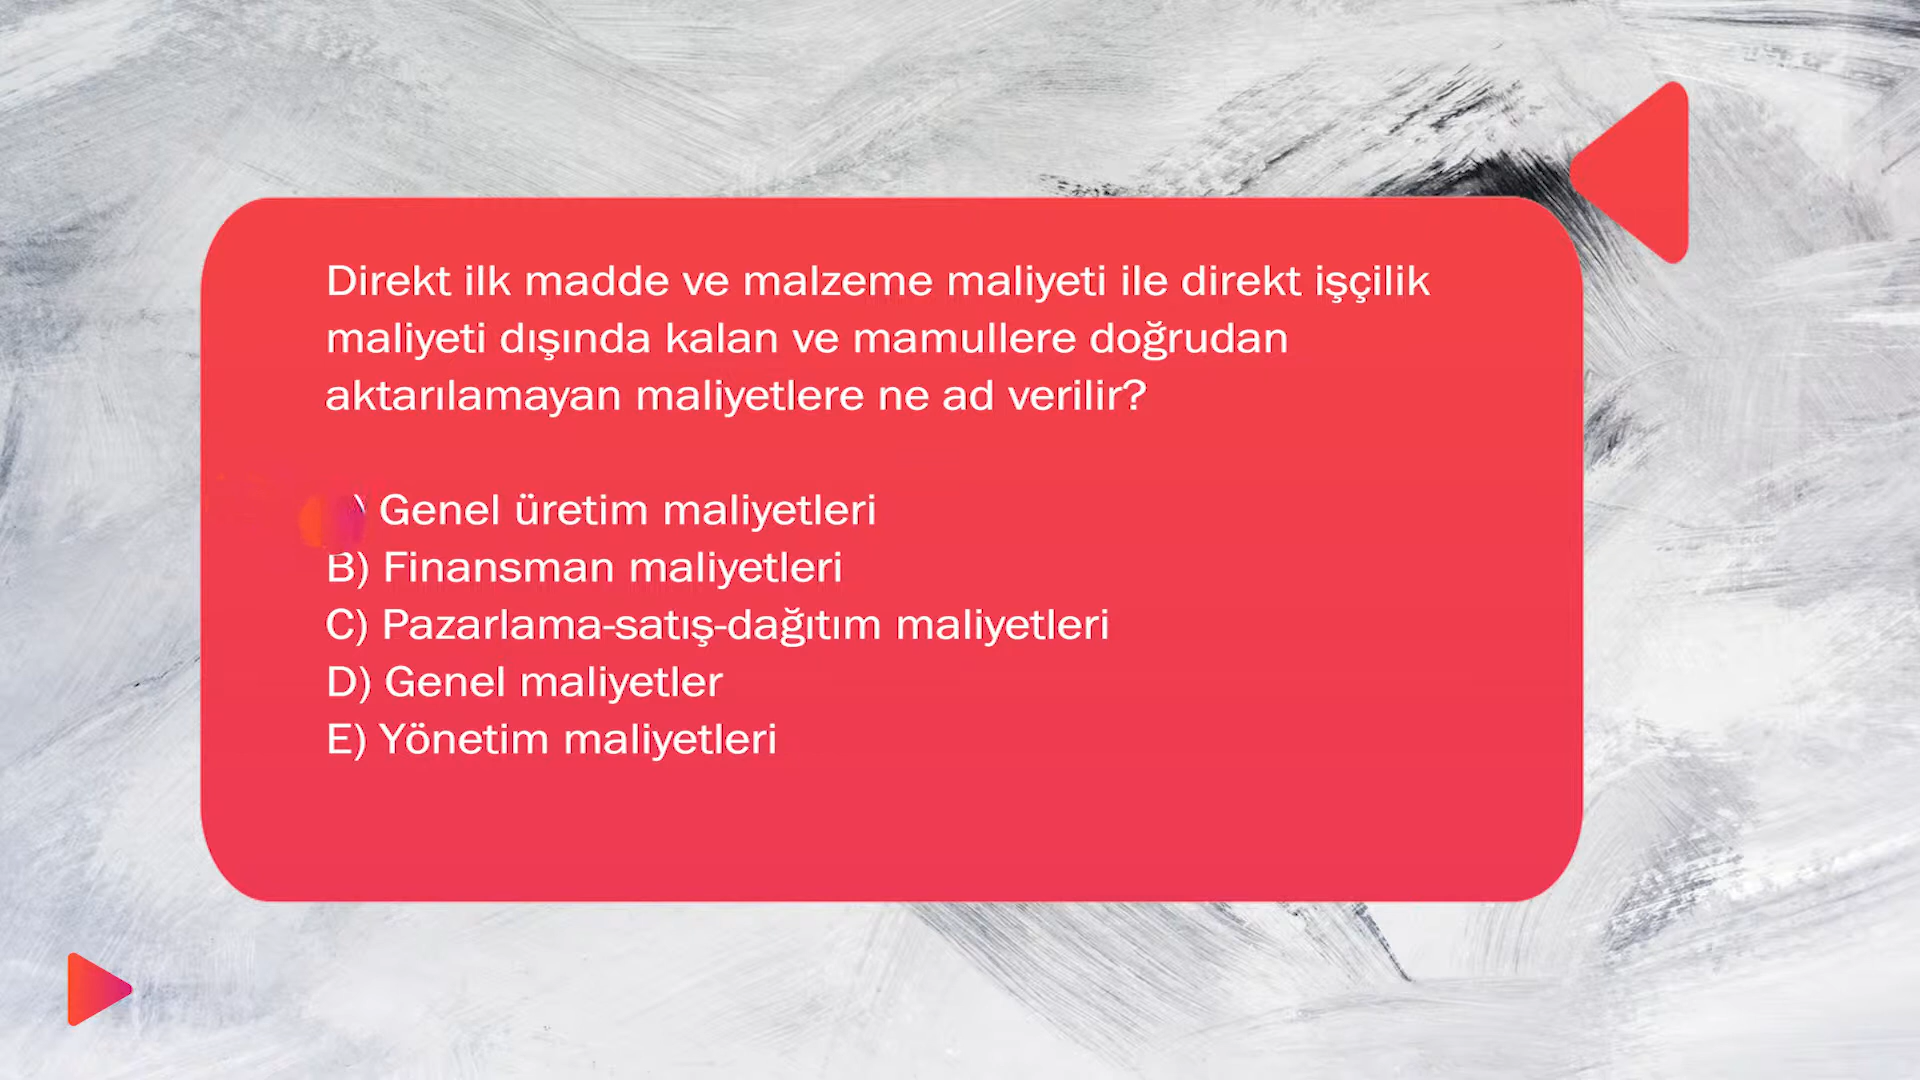 Direkt ilk madde ve malzeme maliyeti ile direkt işçilik
maliyeti dışında kalan ve mamullere doğrudan
aktarılamayan maliyetlere ne ad verilir?
) Genel üretim maliyetleri
B) Finansman maliyetleri
C) Pazarlama-satış-dağıtım maliyetleri
D) Genel maliyetler
E) Yönetim maliyetleri